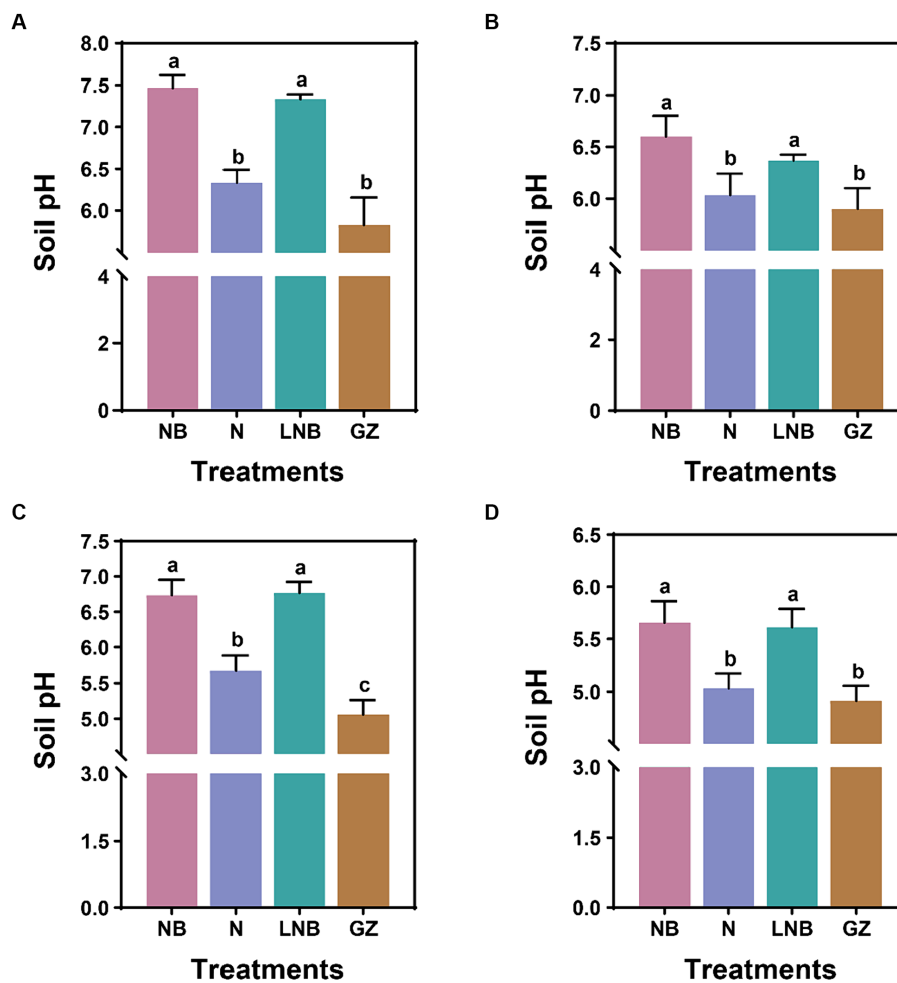 A
Soil pH
8.0
7.5
7.0
6.5
6.0
4
2
0
a
b
a
b
NB N LNB GZ
Treatments
B
Soil pH
7.5
7.0
6.5
6.0
4
2
0
a
b
a
b
NB N LNB GZ
Treatments
C
Soil pH
7.5
7.0
6.5
6.0
5.5
5.0
3.0
1.5
0.0
a
b
a
c
NB N LNB GZ
Treatments
D
Soil pH
6.5
6.0
5.5
5.0
3.0
1.5
0.0
a
b
a
b
NB N LNB GZ
Treatments